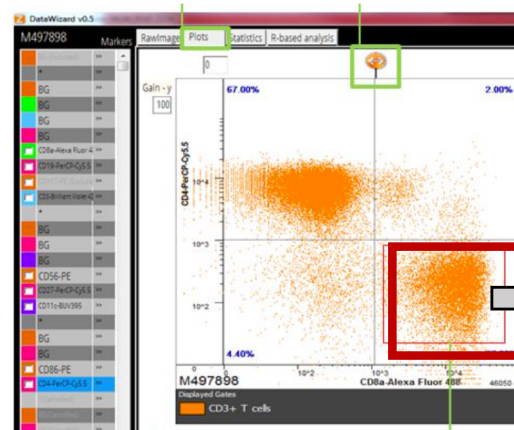 DataWizard v0.5
M497898
Markers
RawImage Plots Statistics R-based analysis
0
Gain - y
100
67.00%
2.00%
CD4-PerCP-Cy5.5
10^4
10^3
10^2
4.40%
0
0 10^2 10^3 10^4
46050
M497898
CD8a-Alexa Fluor 488
Displayed Gates
CD3+ T cells
*
BG
BG
BG
BG
CD8a-Alexa Fluor 4
CD19-PerCP-Cy5.5
CD5-Brilliant Violet 42
*
BG
BG
BG
CD56-PE
CD27-PerCP-Cy5.5
CD11c-BUV395
*
BG
BG
CD86-PE
CD4-PerCP-Cy5.5